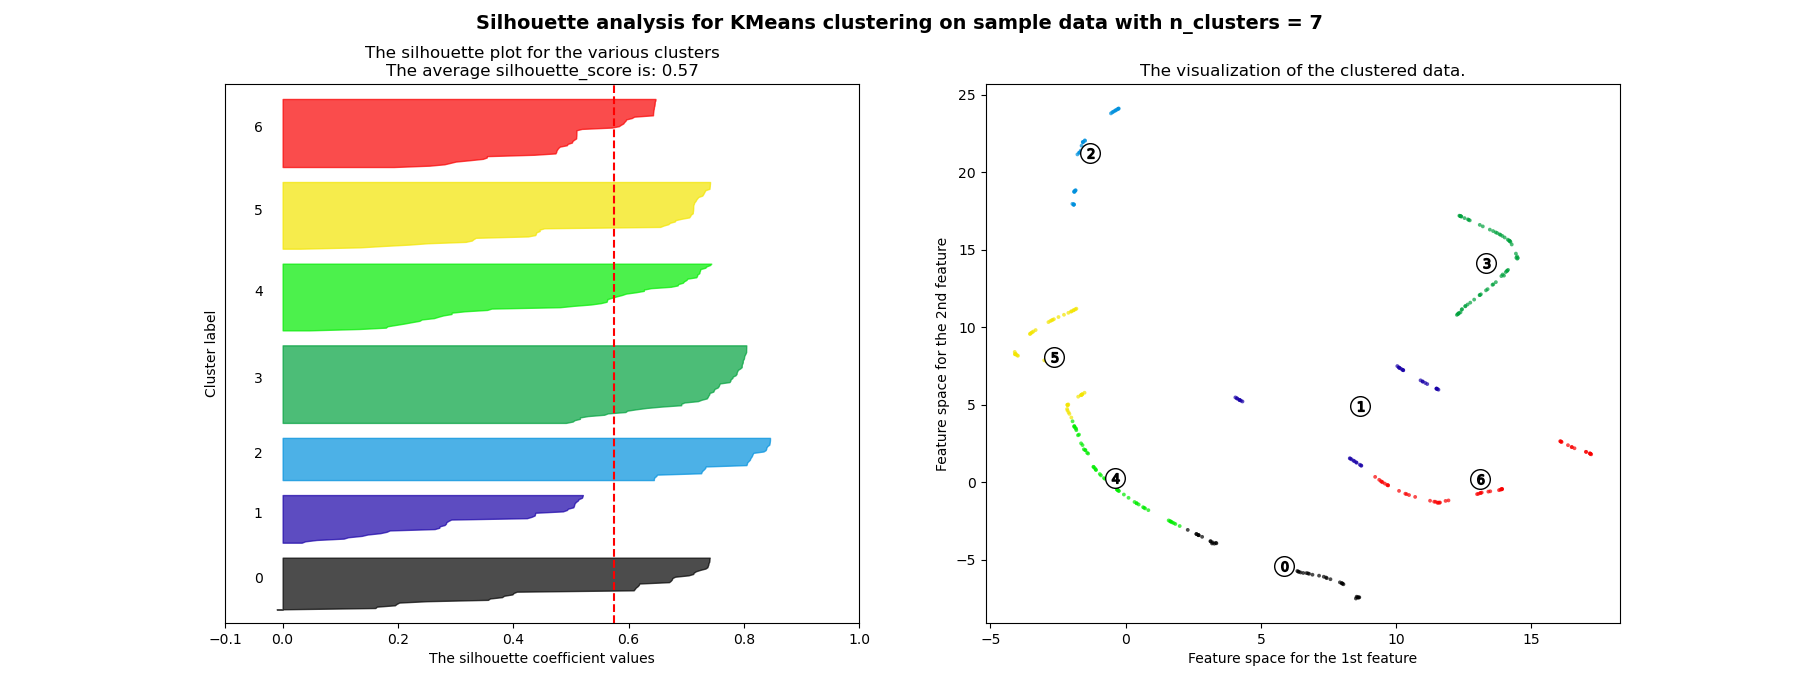 Silhouette analysis for KMeans clustering on sample data with n_clusters = 7
The silhouette plot for the various clusters
The average silhouette_score is: 0.57
Cluster label
6
5
4
3
2
1
0
−0.1 0.0 0.2 0.4 0.6 0.8 1.0
The silhouette coefficient values
The visualization of the clustered data.
Feature space for the 2nd feature
25
20
15
10
5
0
−5
2
3
5
1
4
6
0
−5 0 5 10 15
Feature space for the 1st feature